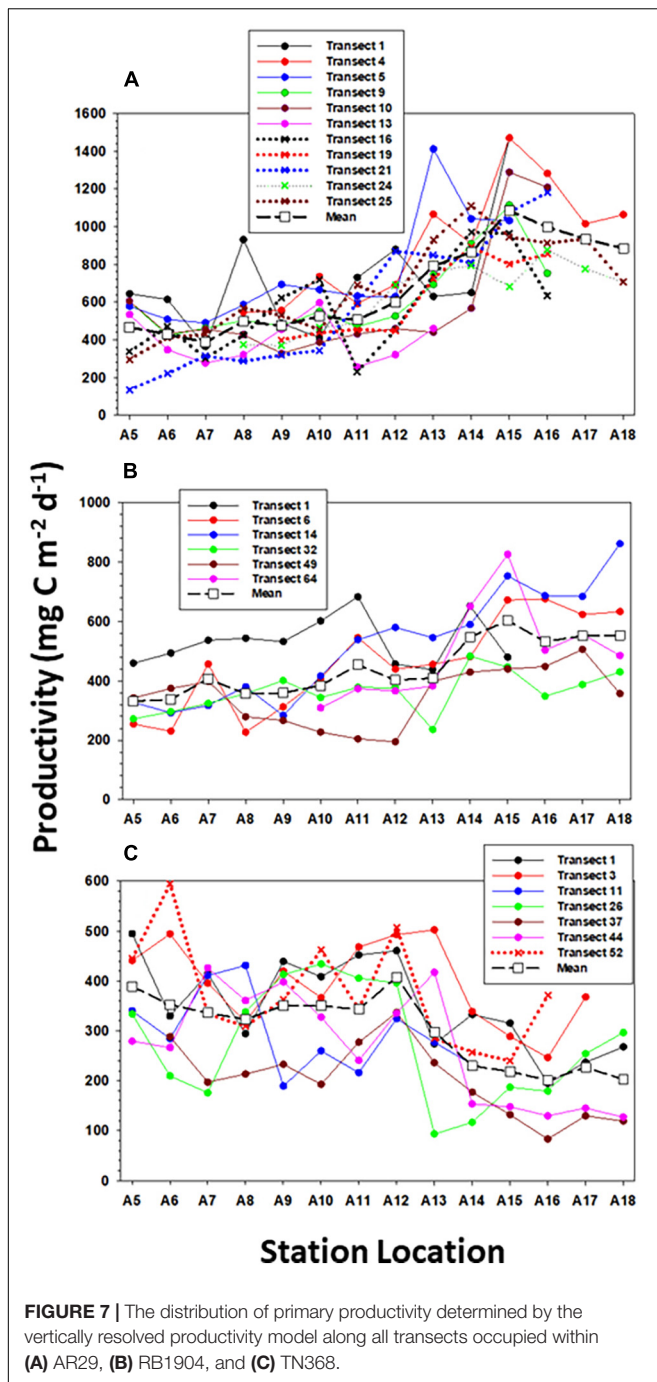 A
Transect 1
Transect 4
Transect 5
Transect 9
Transect 10
Transect 13
Transect 16
Transect 19
Transect 21
Transect 24
Transect 25
Mean
1600
1400
1200
1000
800
600
400
200
0
A5 A6 A7 A8 A9 A10 A11 A12 A13 A14 A15 A16 A17 A18
Productivity (mg C m-2 d-1)
B
Transect 1
Transect 6
Transect 14
Transect 32
Transect 49
Transect 64
Mean
1000
800
600
400
200
0
A5 A6 A7 A8 A9 A10 A11 A12 A13 A14 A15 A16 A17 A18
C
Transect 1
Transect 3
Transect 11
Transect 26
Transect 37
Transect 44
Transect 52
Mean
600
500
400
300
200
100
0
A5 A6 A7 A8 A9 A10 A11 A12 A13 A14 A15 A16 A17 A18
Station Location
FIGURE 7 | The distribution of primary productivity determined by the
vertically resolved productivity model along all transects occupied within
(A) AR29, (B) RB1904, and (C) TN368.